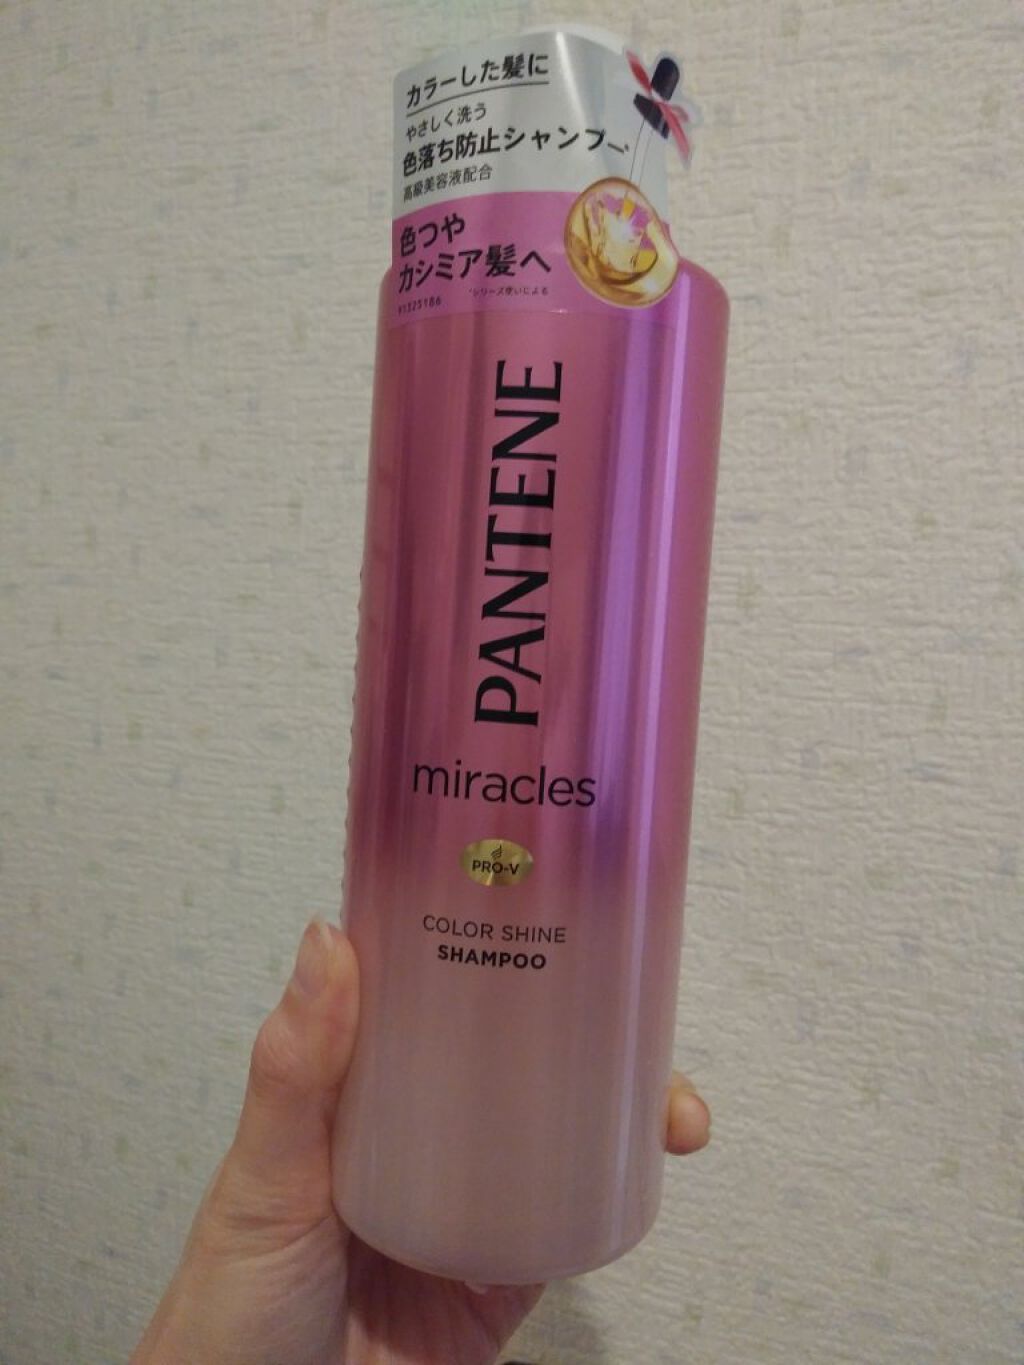 カラーした髪に
やさしく洗う
色落ち防止シャンプー*
高級美容液配合
色つや
カシミア髪へ
*シリーズ使いによる
91325186
PANTENE
miracles
PRO-V
COLOR SHINE
SHAMPOO